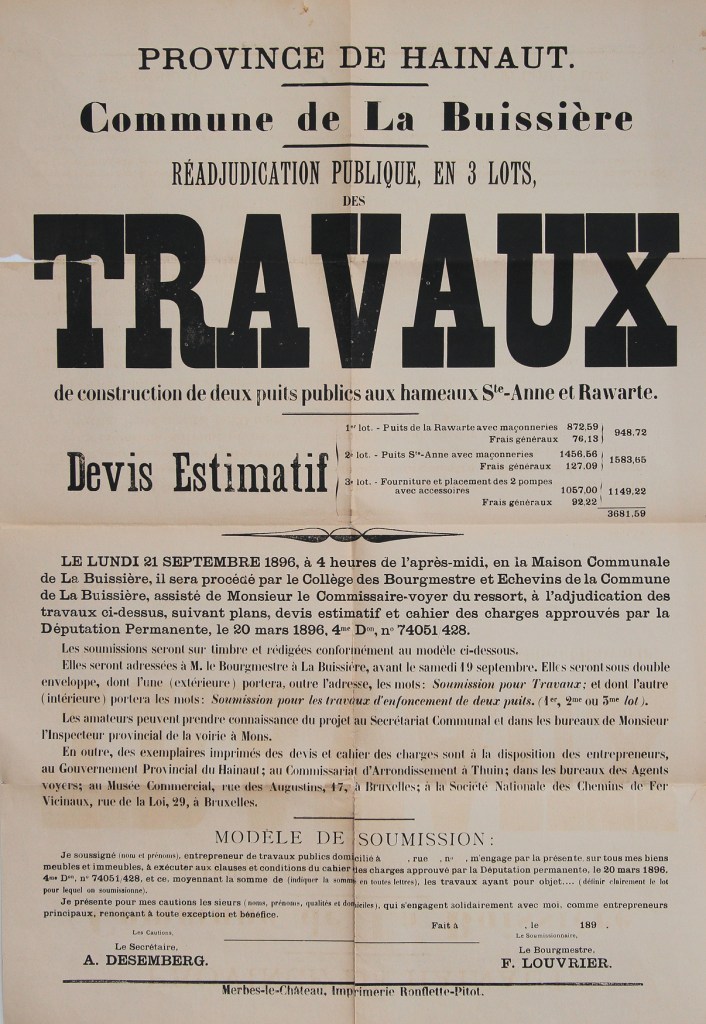 PROVINCE DE HAINAUT.
Commune de La Buissière
RÉADJUDICATION PUBLIQUE, EN 3 LOTS,
DES
TRAVAUX
de construction de deux puits publics aux hameaux Ste-Anne et Rawarte.
Devis Estimatif
1er lot. - Puits de la Rawarte avec maçonneries 872,59
Frais généraux 76,13 948,72
2e lot. - Puits Ste-Anne avec maçonneries 1456.56
Frais généraux 127.09 1583,65
3e lot. - Fourniture et placement des 2 pompes
avec accessoires 1057,00 1149,22
Frais généraux 92,22
3681,59
LE LUNDI 21 SEPTEMBRE 1896, à 4 heures de l'après-midi, en la Maison Communale
de La Buissière, il sera procédé par le Collège des Bourgmestre et Echevins de la Commune
de La Buissière, assisté de Monsieur le Commissaire-voyer du ressort, à l'adjudication des
travaux ci-dessus, suivant plans, devis estimatif et cahier des charges approuvés par la
Députation Permanente, le 20 mars 1896, 4me Don, no 74051/428.
Les soumissions seront sur timbre et rédigées conformément au modèle ci-dessous.
Elles seront adressées à M. le Bourgmestre à La Buissière, avant le samedi 19 septembre. Elles seront sous double
enveloppe, dont l'une (extérieure) portera, outre l'adresse, les mots: Soumission pour Travaux; et dont l'autre
(intérieure) portera les mots: Soumission pour les travaux d'enfoncement de deux puits. (1er, 2me ou 3me lot).
Les amateurs peuvent prendre connaissance du projet au Secrétariat Communal et dans les bureaux de Monsieur
l'Inspecteur provincial de la voirie à Mons.
En outre, des exemplaires imprimés des devis et cahier des charges sont à la disposition des entrepreneurs,
au Gouvernement Provincial du Hainaut; au Commissariat d'Arrondissement à Thuin; dans les bureaux des Agents
voyers; au Musée Commercial, rue des Augustins, 17, à Bruxelles; à la Société Nationale des Chemins de Fer
Vicinaux, rue de la Loi, 29, à Bruxelles.
MODÈLE DE SOUMISSION:
Je soussigné (nom et prénoms), entrepreneur de travaux publics domicilié à , rue , no , m'engage par la présente, sur tous mes biens
meubles et immeubles, à exécuter aux clauses et conditions du cahier des charges approuvé par la Députation permanente, le 20 mars 1896,
4me Don, no 74051/428, et ce, moyennant la somme de (indiquer la somme en toutes lettres), les travaux ayant pour objet.... (définir clairement le lot
pour lequel on soumissionne).
Je présente pour mes cautions les sieurs (noms, prénoms, qualités et domiciles), qui s'engagent solidairement avec moi, comme entrepreneurs
principaux, renonçant à toute exception et bénéfice.
Fait à , le 189 .
Les Cautions, Le Soumissionnaire,
Le Secrétaire, Le Bourgmestre,
A. DESEMBERG. F. LOUVRIER.
Merbes-le-Château, Imprimerie Ronflette-Pitot.